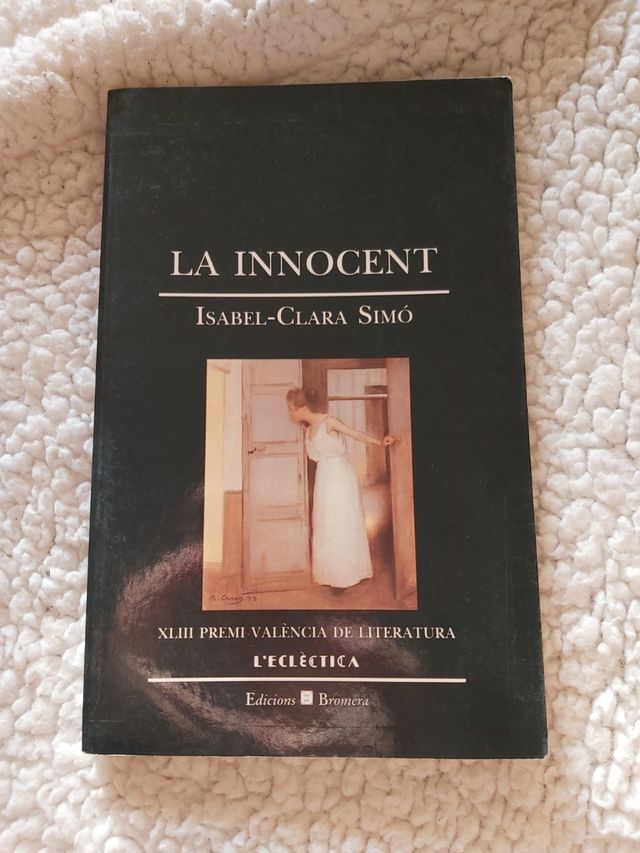 LA INNOCENT
ISABEL-CLARA SIMÓ
XLIII PREMI VALÈNCIA DE LITERATURA
L'ECLÈCTICA
Edicions Bromera